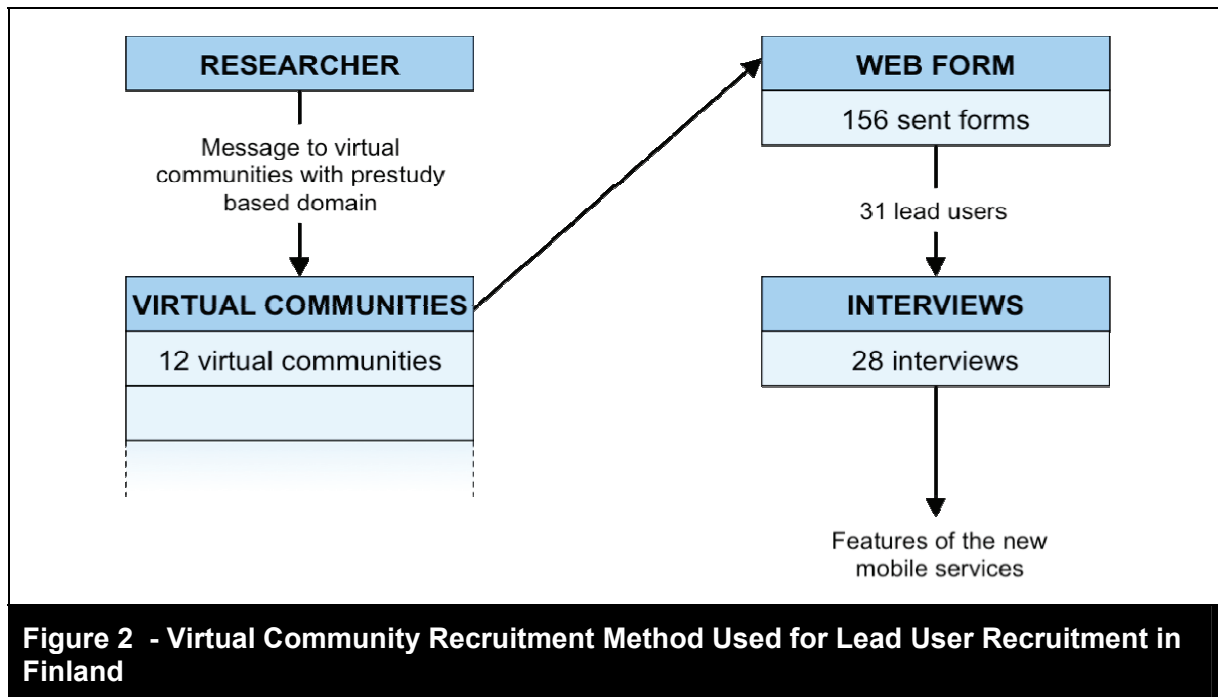 RESEARCHER
Message to virtual
communities with prestudy
based domain
VIRTUAL COMMUNITIES
12 virtual communities
WEB FORM
156 sent forms
31 lead users
INTERVIEWS
28 interviews
Features of the new
mobile services
Figure 2 - Virtual Community Recruitment Method Used for Lead User Recruitment in
Finland